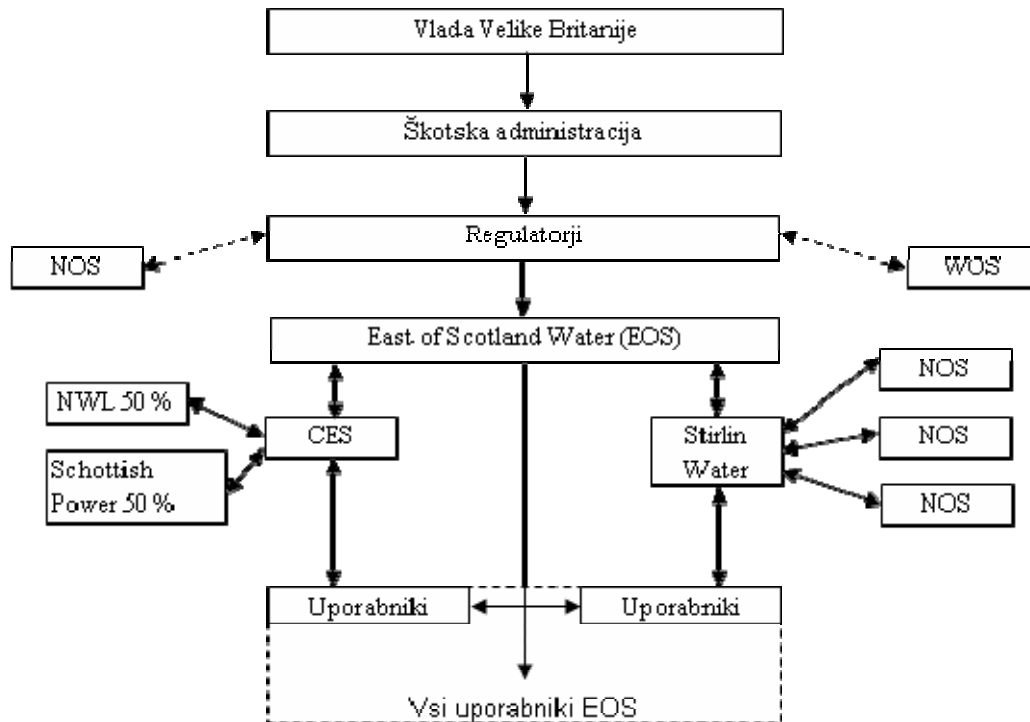 Vlada Velike Britanije
Škotska administracija
Regulatorji
NOS
WOS
East of Scotland Water (EOS)
NWL 50 %
CES
Schottish
Power 50 %
Stirlin
Water
NOS
NOS
NOS
Uporabniki
Uporabniki
Vsi uporabniki EOS